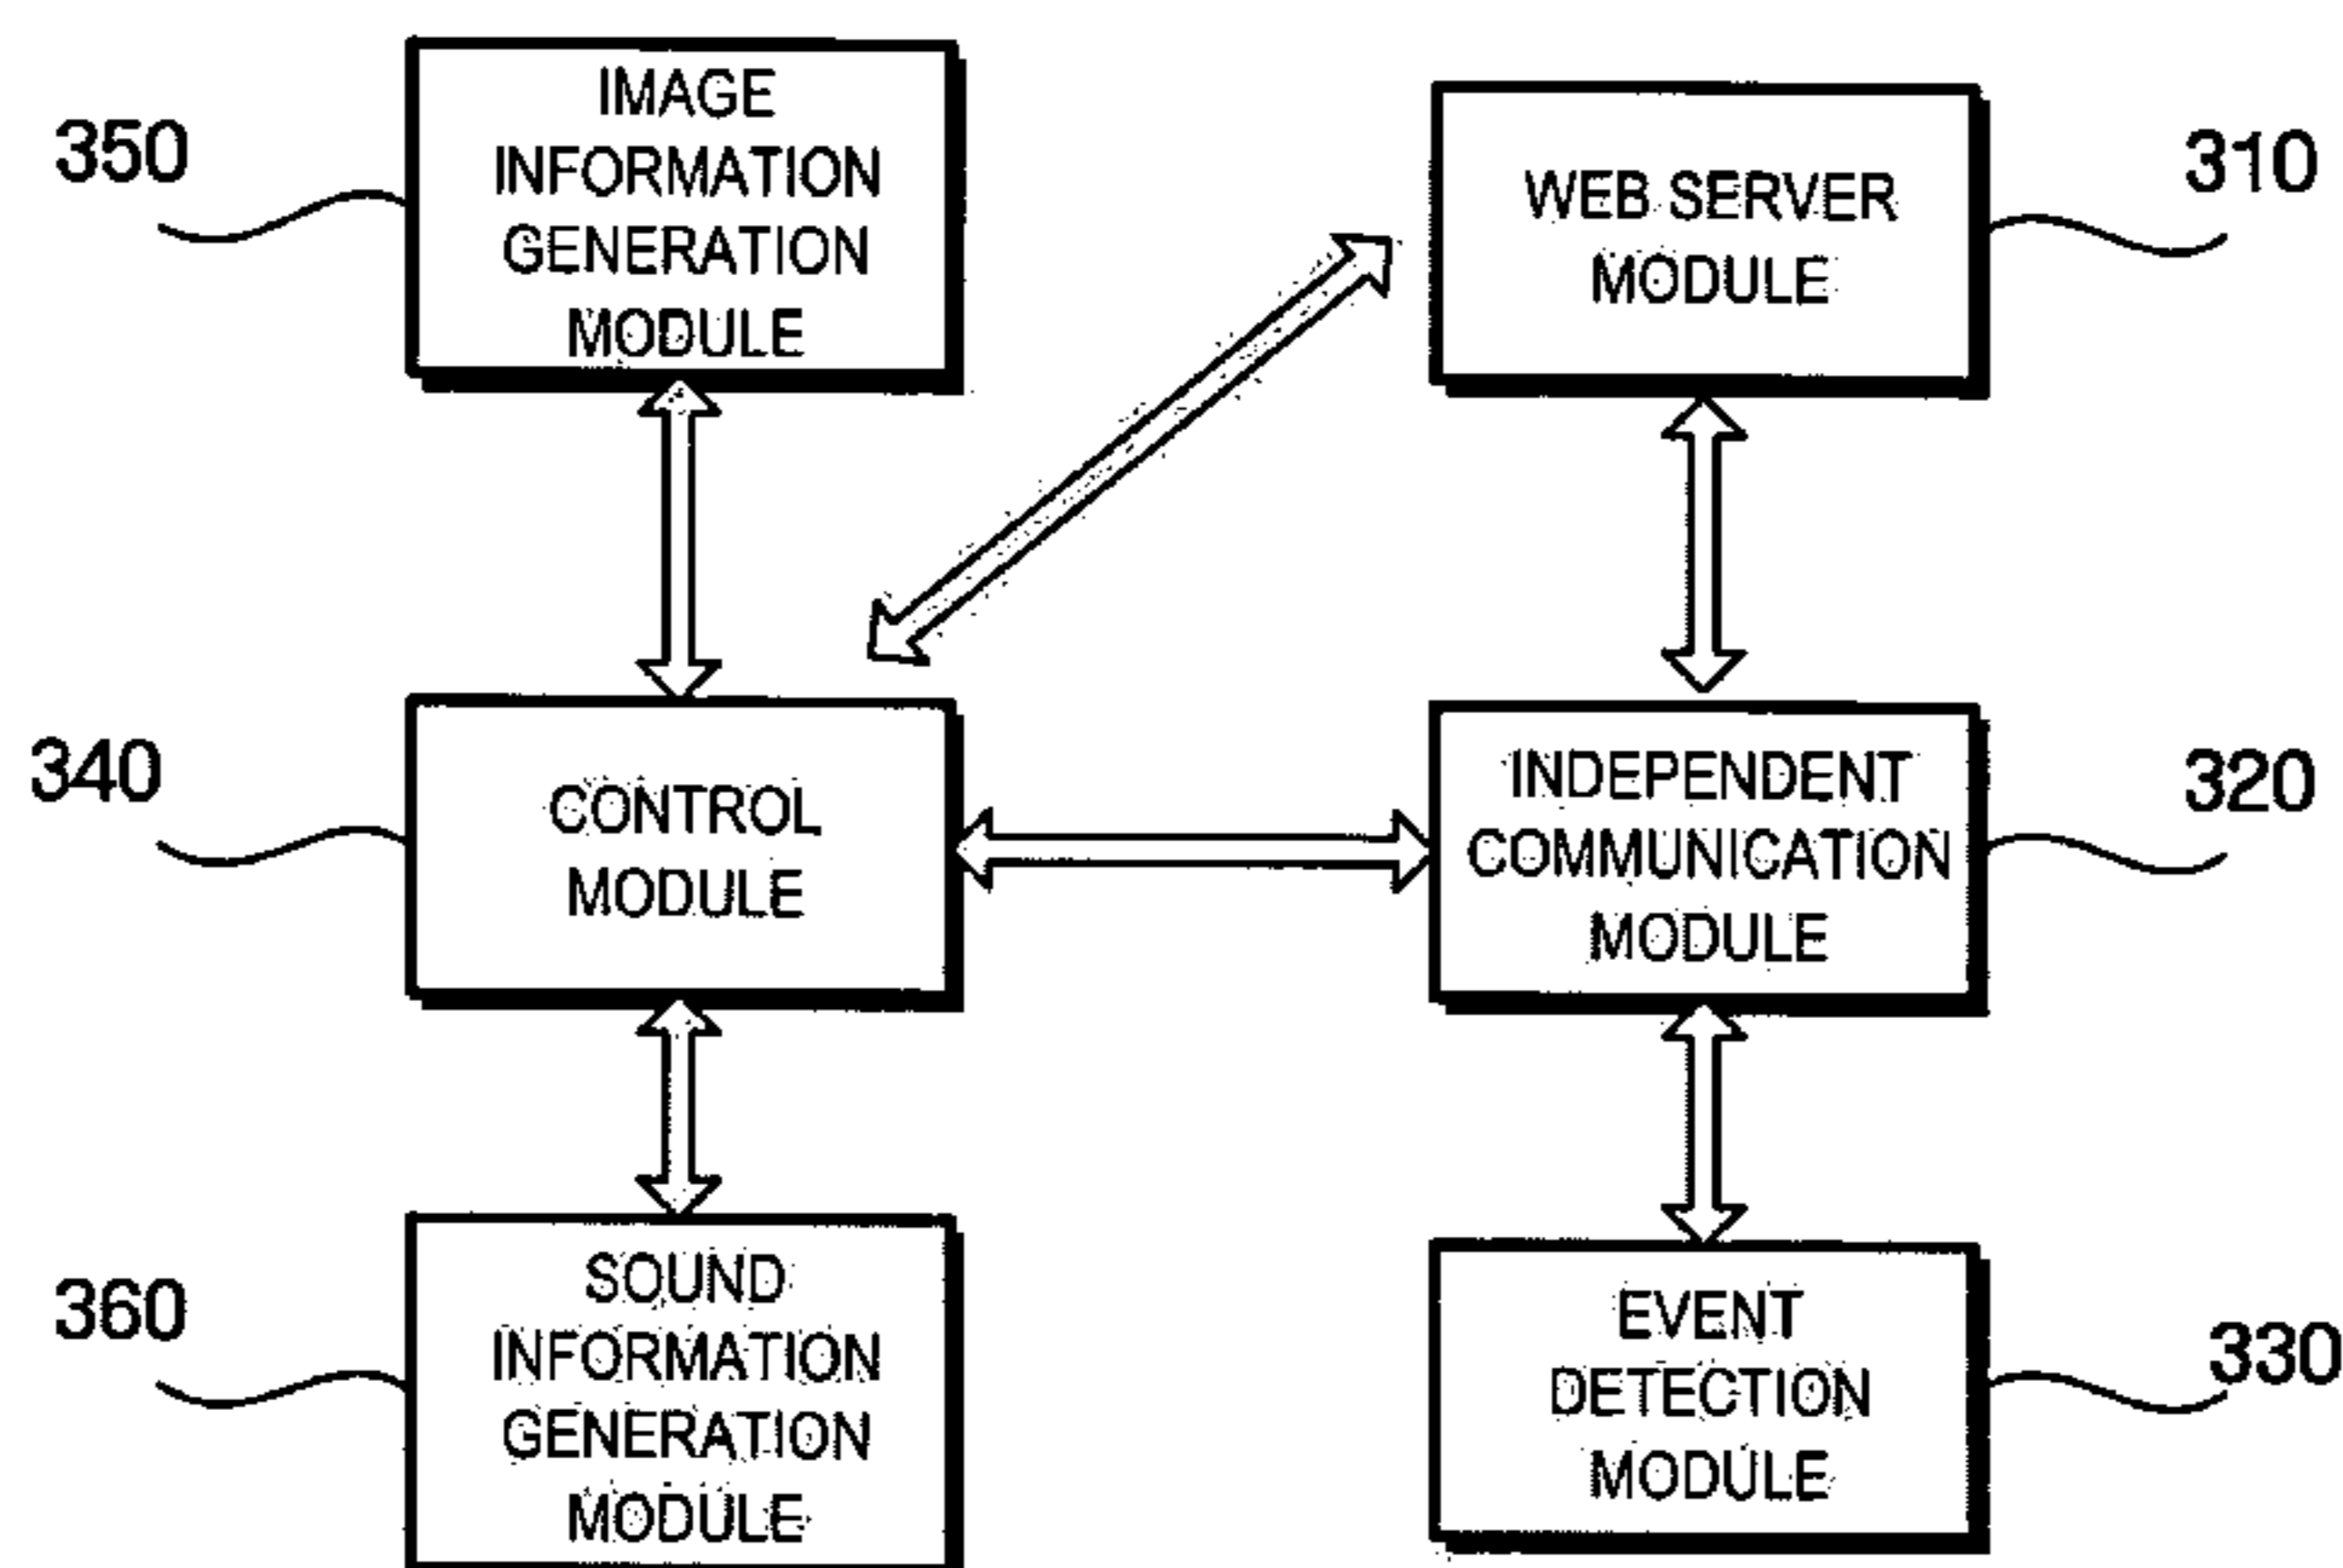 350
IMAGE
INFORMATION
GENERATION
MODULE
WEB SERVER
MODULE
310
340
CONTROL
MODULE
INDEPENDENT
COMMUNICATION
MODULE
320
360
SOUND
INFORMATION
GENERATION
MODULE
EVENT
DETECTION
MODULE
330